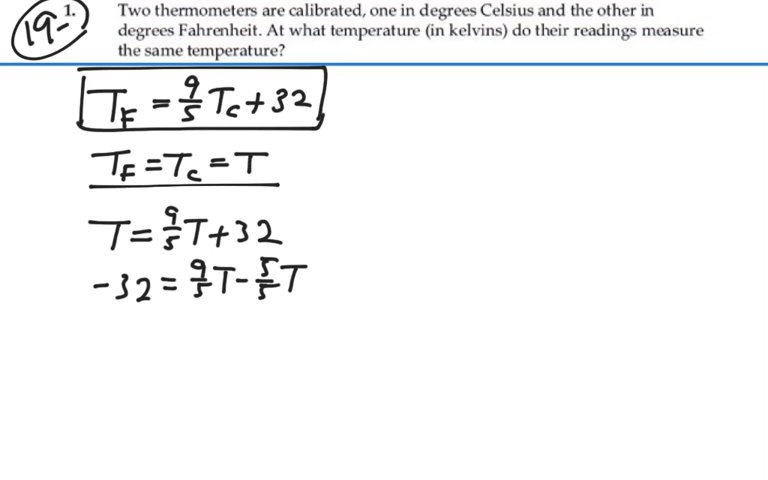 19-1. Two thermometers are calibrated, one in degrees Celsius and the other in
degrees Fahrenheit. At what temperature (in kelvins) do their readings measure
the same temperature?
T_F = 9/5 T_c + 32
T_F = T_c = T
T = 9/5 T + 32
-32 = 9/5 T - 5/5 T